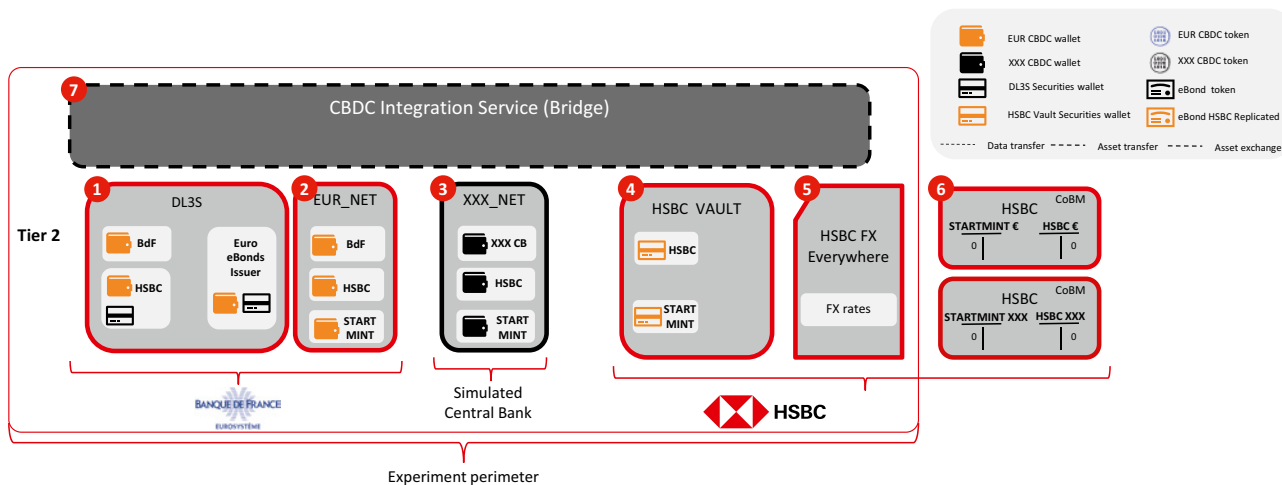 EUR CBDC wallet
EUR CBDC token
XXX CBDC wallet
XXX CBDC token
DL3S Securities wallet
eBond token
HSBC Vault Securities wallet
eBond HSBC Replicated
Data transfer
Asset transfer
Asset exchange
7
CBDC Integration Service (Bridge)
Tier 2
1
DL3S
BdF
HSBC
Euro
eBonds
Issuer
2
EUR_NET
BdF
HSBC
START
MINT
3
XXX_NET
XXX CB
HSBC
START
MINT
4
HSBC VAULT
HSBC
START
MINT
5
HSBC FX
Everywhere
FX rates
6
CoBM
HSBC
STARTMINT € HSBC €
0 0
CoBM
HSBC
STARTMINT XXX HSBC XXX
0 0
BANQUE DE FRANCE
EUROSYSTÈME
Simulated
Central Bank
HSBC
Experiment perimeter